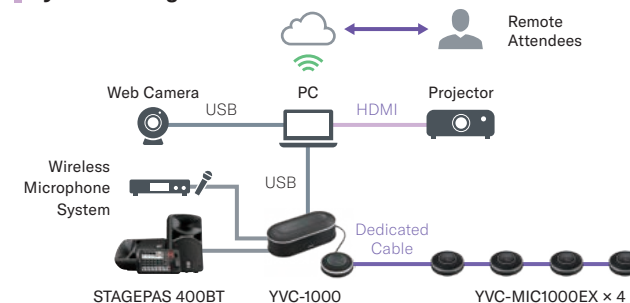 Remote
Attendees
Web Camera
PC
Projector
USB
HDMI
Wireless
Microphone
System
USB
Dedicated
Cable
STAGEPAS 400BT
YVC-1000
YVC-MIC1000EX × 4